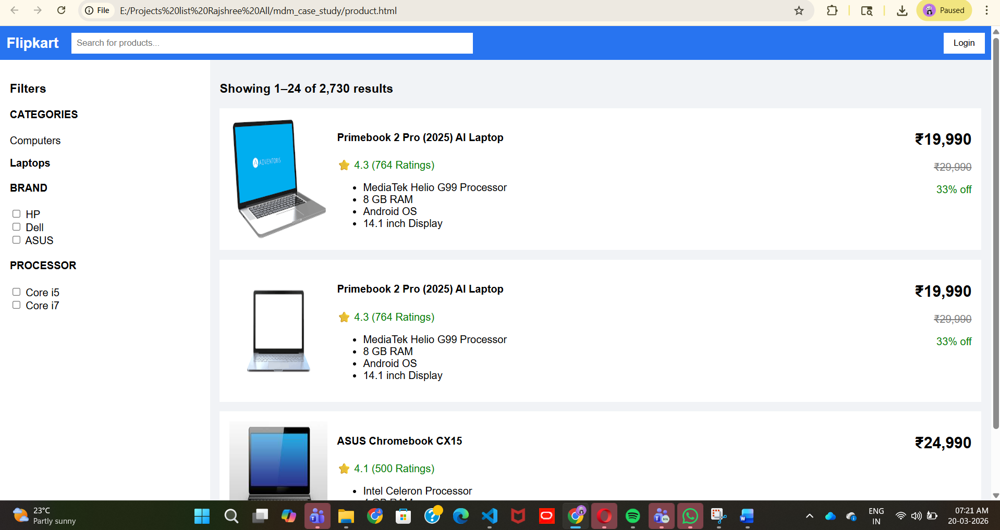 File E:/Projects%20list%20Rajshree%20All/mdm_case_study/product.html Paused
Flipkart Search for products... Login
Filters
CATEGORIES
Computers
Laptops
BRAND
HP
Dell
ASUS
PROCESSOR
Core i5
Core i7
Showing 1–24 of 2,730 results
ADVENTORIS
Primebook 2 Pro (2025) AI Laptop
⭐ 4.3 (764 Ratings)
• MediaTek Helio G99 Processor
• 8 GB RAM
• Android OS
• 14.1 inch Display
₹19,990
₹29,990
33% off
Primebook 2 Pro (2025) AI Laptop
⭐ 4.3 (764 Ratings)
• MediaTek Helio G99 Processor
• 8 GB RAM
• Android OS
• 14.1 inch Display
₹19,990
₹29,990
33% off
ASUS Chromebook CX15
⭐ 4.1 (500 Ratings)
• Intel Celeron Processor
₹24,990
23°C
Partly sunny
ENG
IN
07:21 AM
20-03-2026